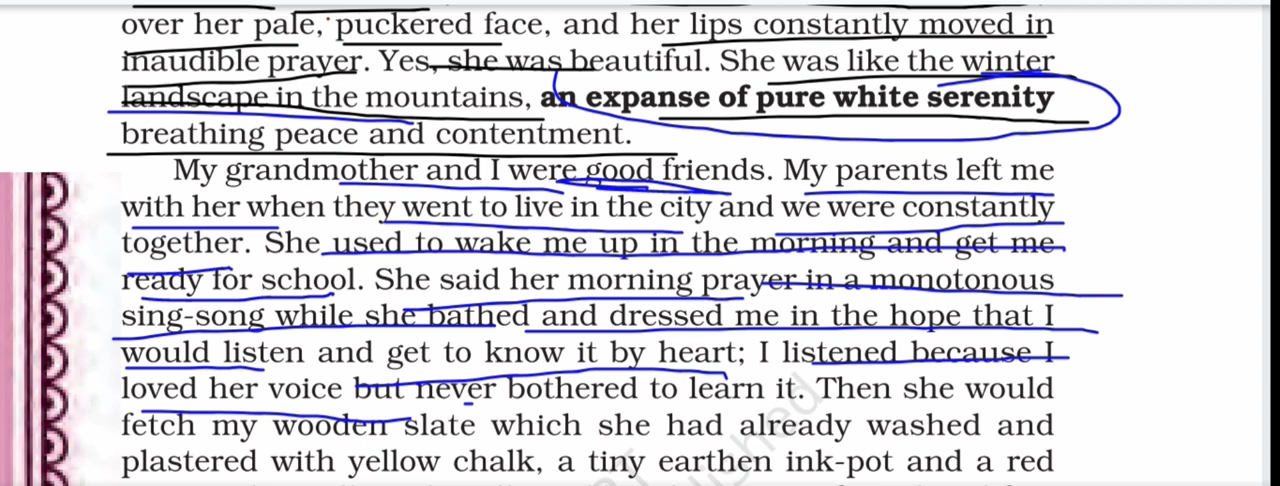 over her pale, puckered face, and her lips constantly moved in
inaudible prayer. Yes, she was beautiful. She was like the winter
landscape in the mountains, an expanse of pure white serenity
breathing peace and contentment.
My grandmother and I were good friends. My parents left me
with her when they went to live in the city and we were constantly
together. She used to wake me up in the morning and get me
ready for school. She said her morning prayer in a monotonous
sing-song while she bathed and dressed me in the hope that I
would listen and get to know it by heart; I listened because I
loved her voice but never bothered to learn it. Then she would
fetch my wooden slate which she had already washed and
plastered with yellow chalk, a tiny earthen ink-pot and a red